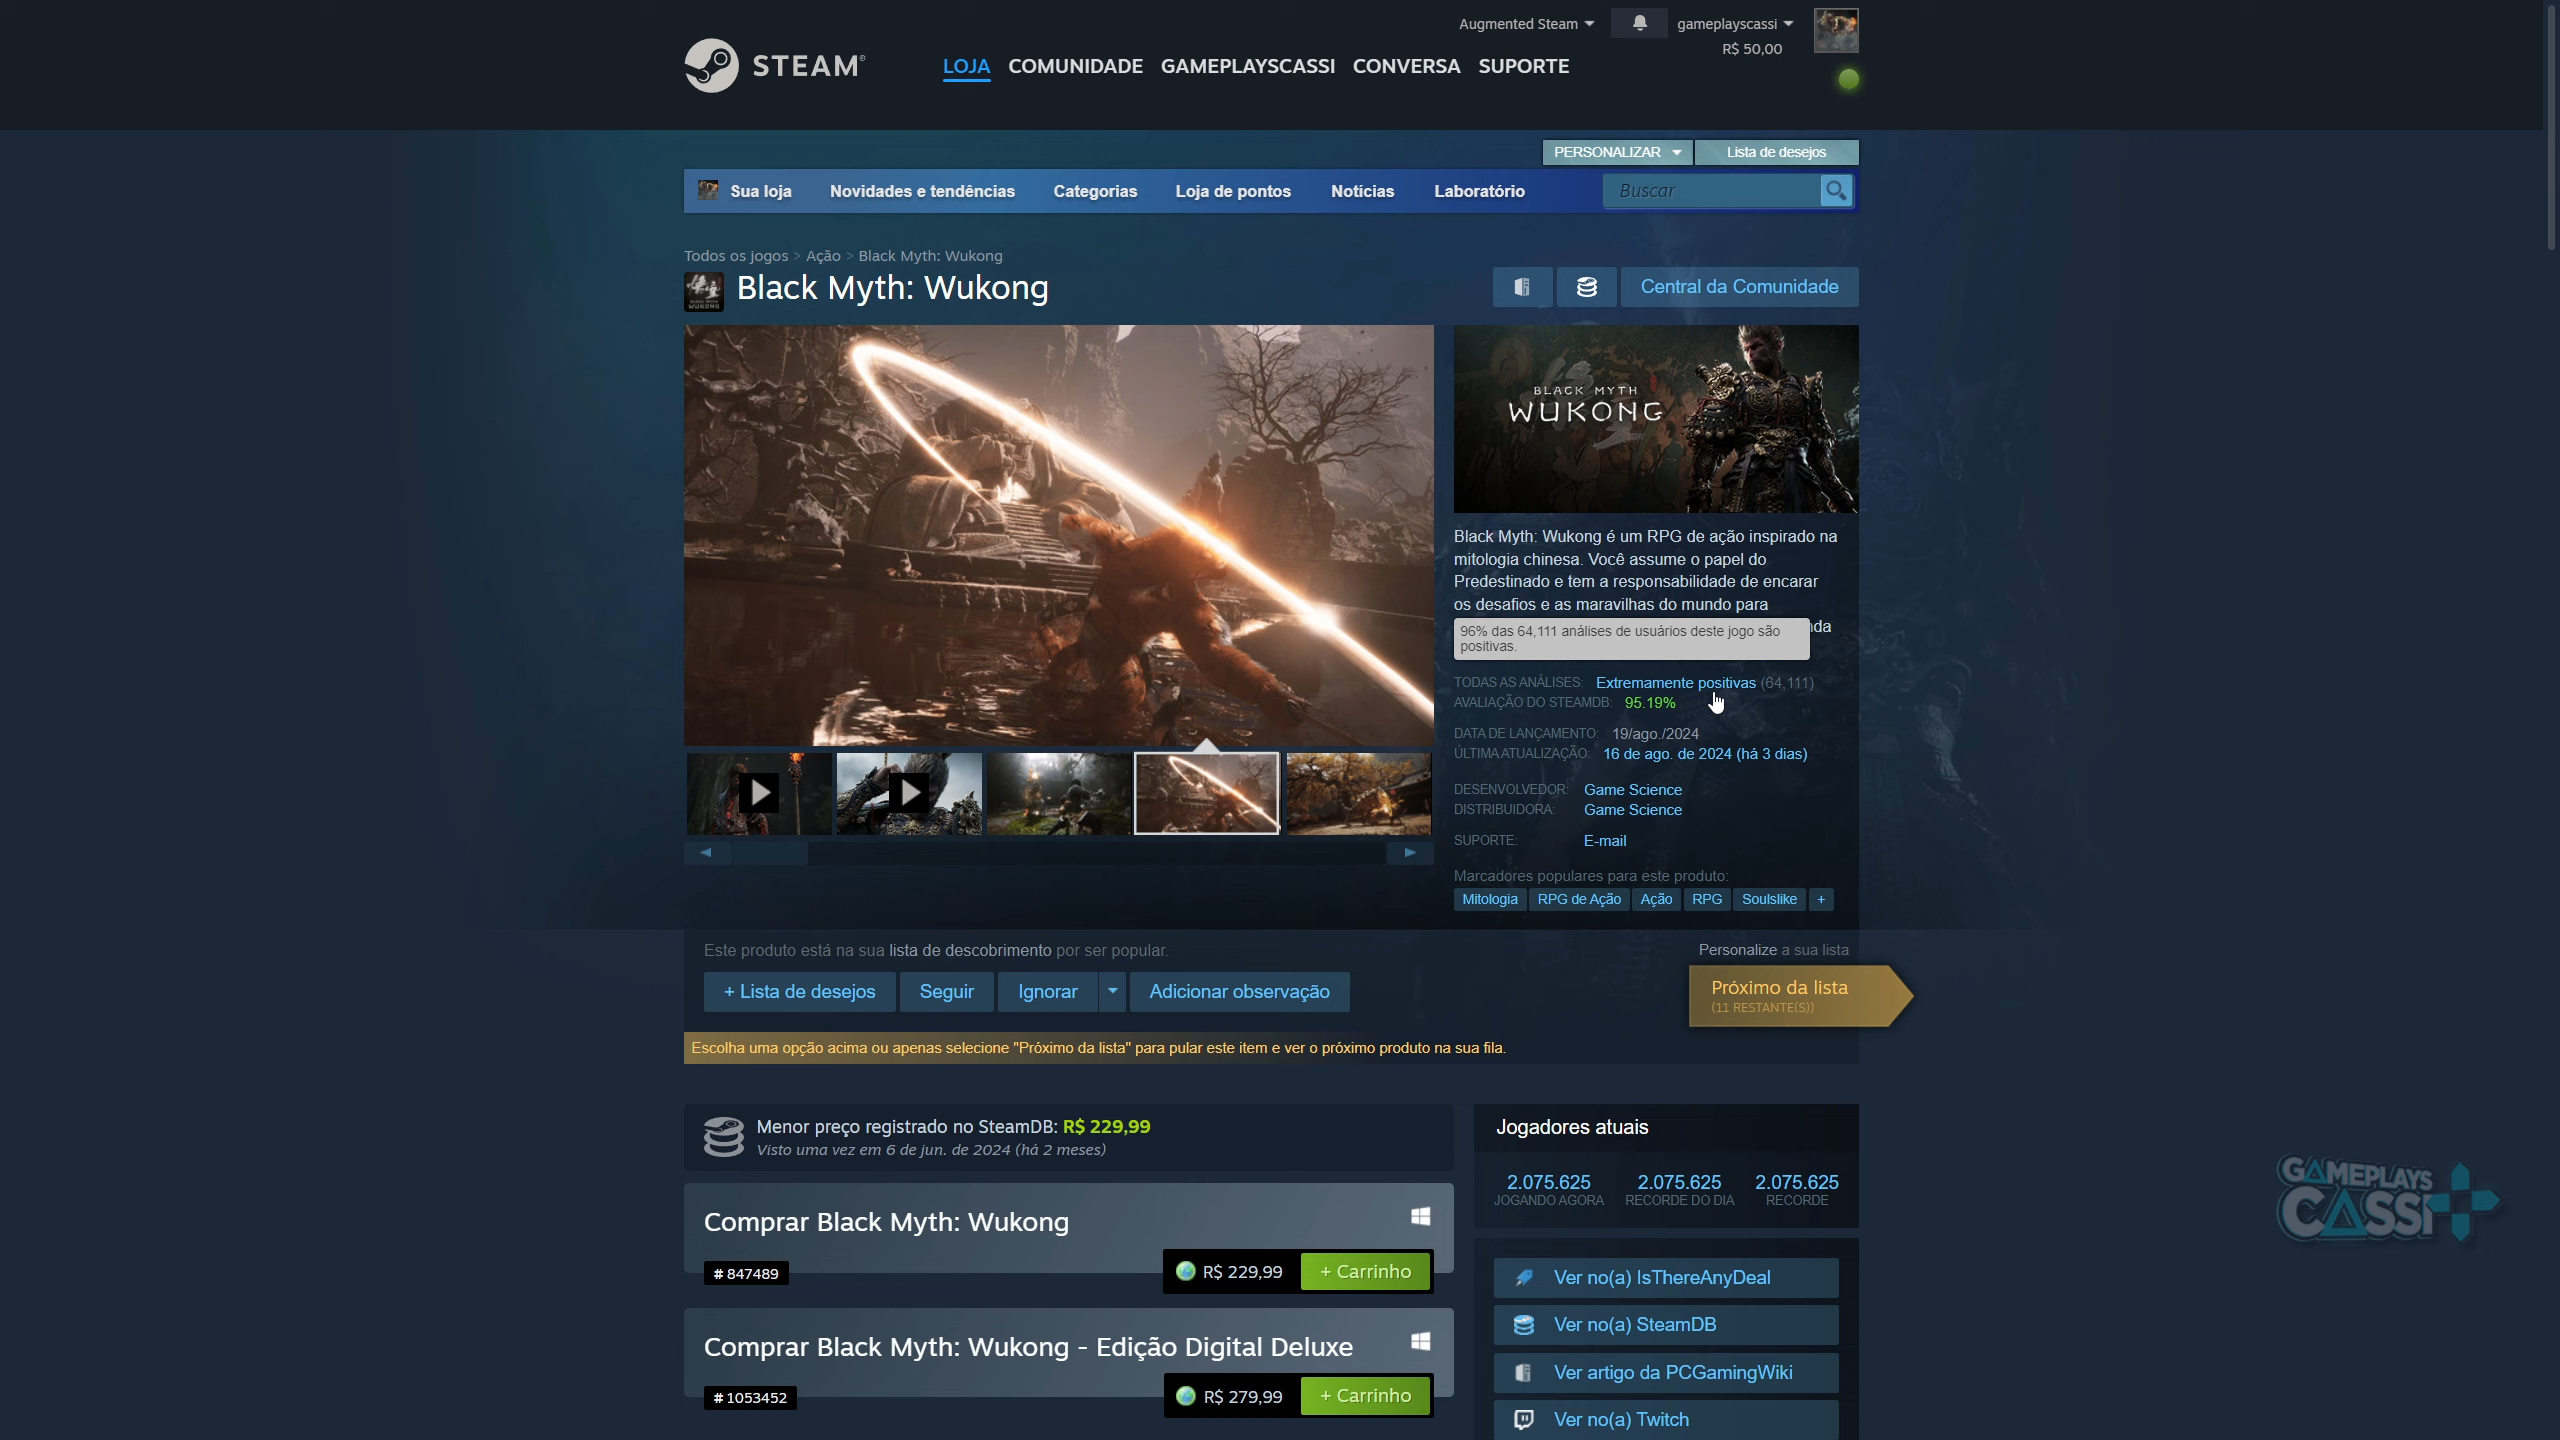 Augmented Steam
gameplayscassi
R$ 50,00
STEAM®
LOJA COMUNIDADE GAMEPLAYSCASSI CONVERSA SUPORTE
PERSONALIZAR
Lista de desejos
Sua loja Novidades e tendências Categorias Loja de pontos Notícias Laboratório
Buscar
Todos os jogos > Ação > Black Myth: Wukong
Black Myth: Wukong
Central da Comunidade
BLACK MYTH
WUKONG
Black Myth: Wukong é um RPG de ação inspirado na
mitologia chinesa. Você assume o papel do
Predestinado e tem a responsabilidade de encarar
os desafios e as maravilhas do mundo para
96% das 64,111 análises de usuários deste jogo são
positivas.
TODAS AS ANÁLISES: Extremamente positivas (64,111)
AVALIAÇÃO DO STEAMDB: 95.19%
DATA DE LANÇAMENTO: 19/ago./2024
ÚLTIMA ATUALIZAÇÃO: 16 de ago. de 2024 (há 3 dias)
DESENVOLVEDOR: Game Science
DISTRIBUIDORA: Game Science
SUPORTE: E-mail
Marcadores populares para este produto:
Mitologia RPG de Ação Ação RPG Soulslike +
Este produto está na sua lista de descobrimento por ser popular.
Personalize a sua lista
+ Lista de desejos Seguir Ignorar Adicionar observação
Próximo da lista
(11 RESTANTE(S))
Escolha uma opção acima ou apenas selecione "Próximo da lista" para pular este item e ver o próximo produto na sua fila.
Menor preço registrado no SteamDB: R$ 229,99
Visto uma vez em 6 de jun. de 2024 (há 2 meses)
Comprar Black Myth: Wukong
# 847489
R$ 229,99 + Carrinho
Comprar Black Myth: Wukong - Edição Digital Deluxe
# 1053452
R$ 279,99 + Carrinho
Jogadores atuais
2.075.625 2.075.625 2.075.625
JOGANDO AGORA RECORDE DO DIA RECORDE
Ver no(a) IsThereAnyDeal
Ver no(a) SteamDB
Ver artigo da PCGamingWiki
Ver no(a) Twitch
GAMEPLAYS
CASSI